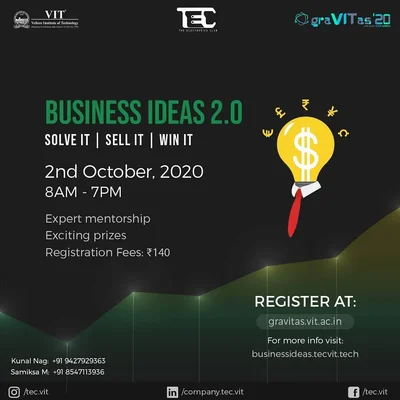 VIT
Vellore Institute of Technology
TEC
THE ELECTRONICS CLUB
graVITas'20
BUSINESS IDEAS 2.0
SOLVE IT | SELL IT | WIN IT
2nd October, 2020
8AM - 7PM
Expert mentorship
Exciting prizes
Registration Fees: ₹140
£ ₹ € ¥
$
REGISTER AT:
gravitas.vit.ac.in
For more info visit:
businessideas.tecvit.tech
Kunal Nag: +91 9427929363
Samiksa M: +91 8547113936
/tec.vit
in /company.tec.vit
f /tec.vit